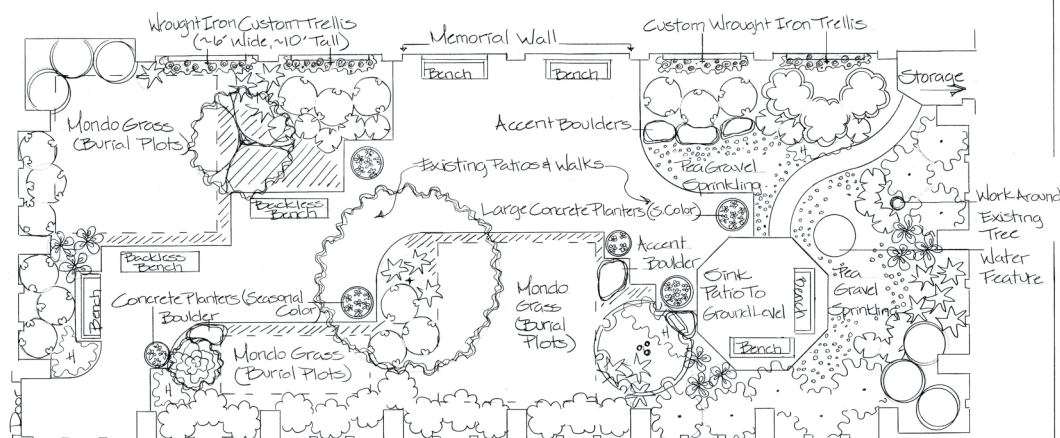 Wrought Iron Custom Trellis
(~6' Wide, ~10' Tall)
Memorial Wall
Custom Wrought Iron Trellis
Bench
Bench
Storage
Mondo Grass
(Burial Plots)
Accent Boulders
H
Existing Patios & Walks
Pea Gravel
Sprinkling
Backless
Bench
Large Concrete Planters (S. Color)
Work Around
Existing
Tree
Water
Feature
Backless
Bench
Bench
Accent
Boulder
Sink
Patio To
Ground Level
Bench
Pea
Gravel
Sprinkling
Concrete Planters (Seasonal
Color)
Boulder
Mondo
Grass
(Burial
Plots)
H
H
Bench
Mondo Grass
(Burial Plots)
H
H
Door